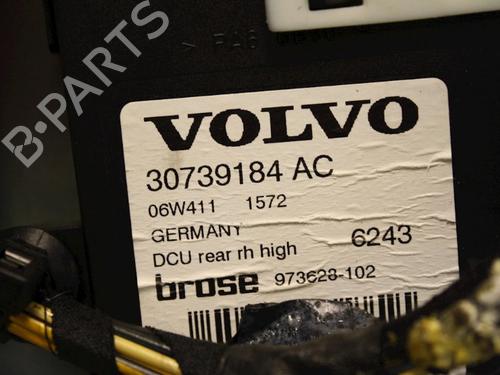 B-PARTS
VOLVO
30739184 AC
06W411 1572
GERMANY
DCU rear rh high 6243
brose 973628-102